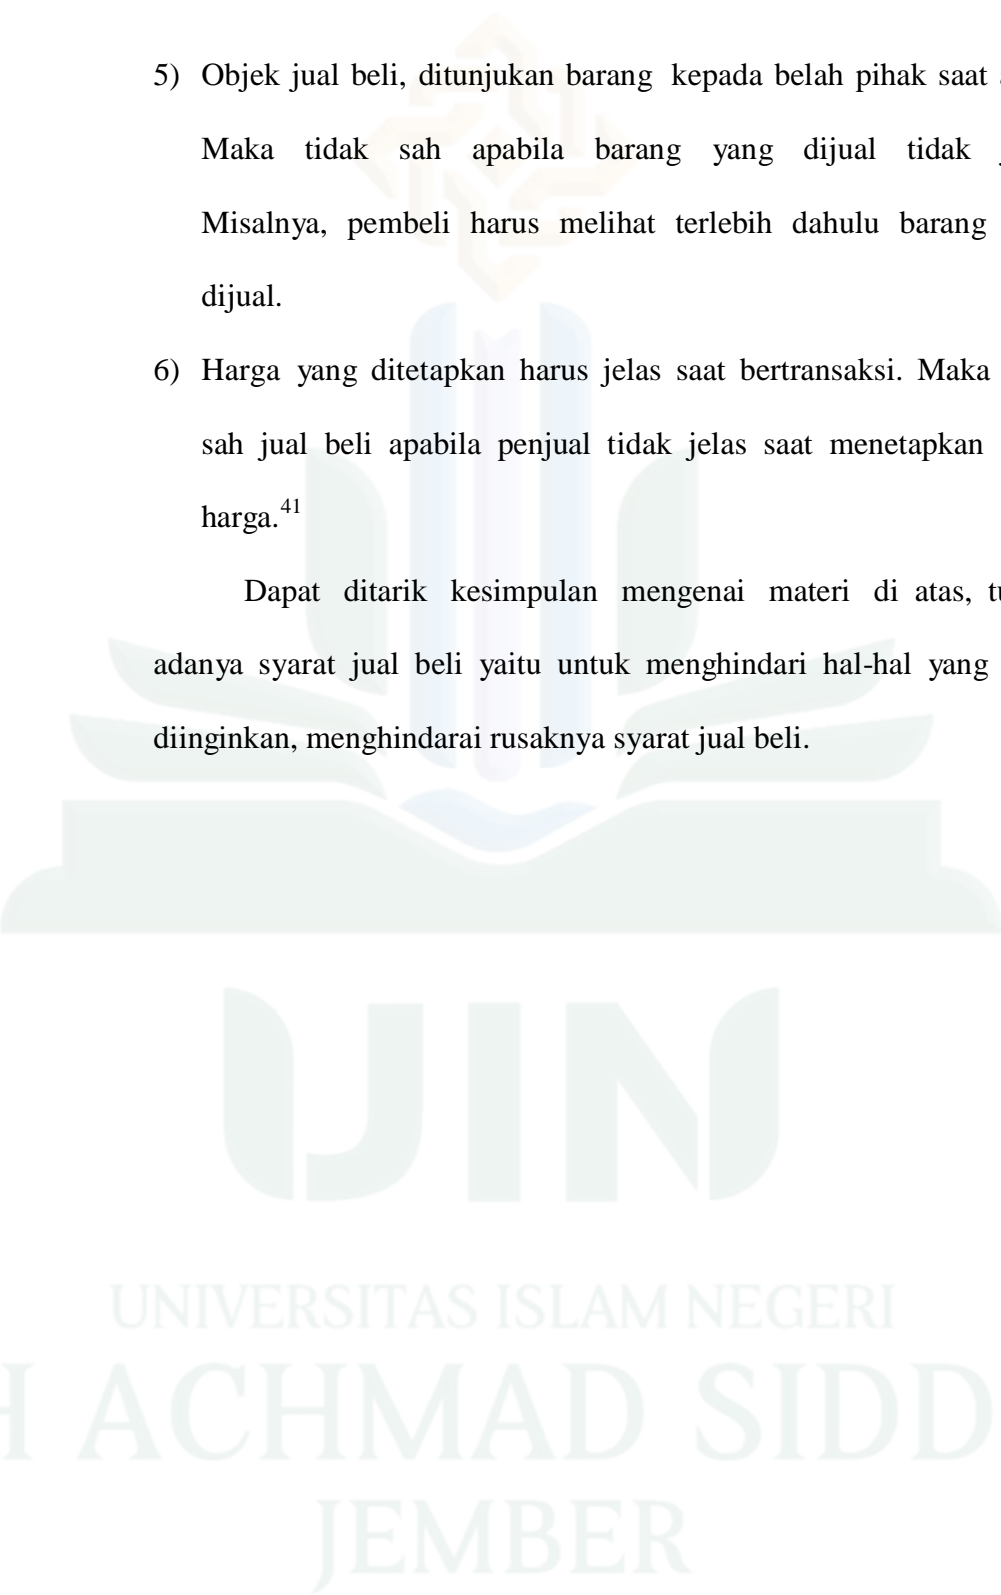 5) Objek jual beli, ditunjukan barang kepada belah pihak saat
Maka tidak sah apabila barang yang dijual tidak
Misalnya, pembeli harus melihat terlebih dahulu barang
dijual.
6) Harga yang ditetapkan harus jelas saat bertransaksi. Maka
sah jual beli apabila penjual tidak jelas saat menetapkan
harga.41
Dapat ditarik kesimpulan mengenai materi di atas,
adanya syarat jual beli yaitu untuk menghindari hal-hal yang
diinginkan, menghindarai rusaknya syarat jual beli.
UIN
UNIVERSITAS ISLAM NEGERI
H ACHMAD SIDD
JEMBER